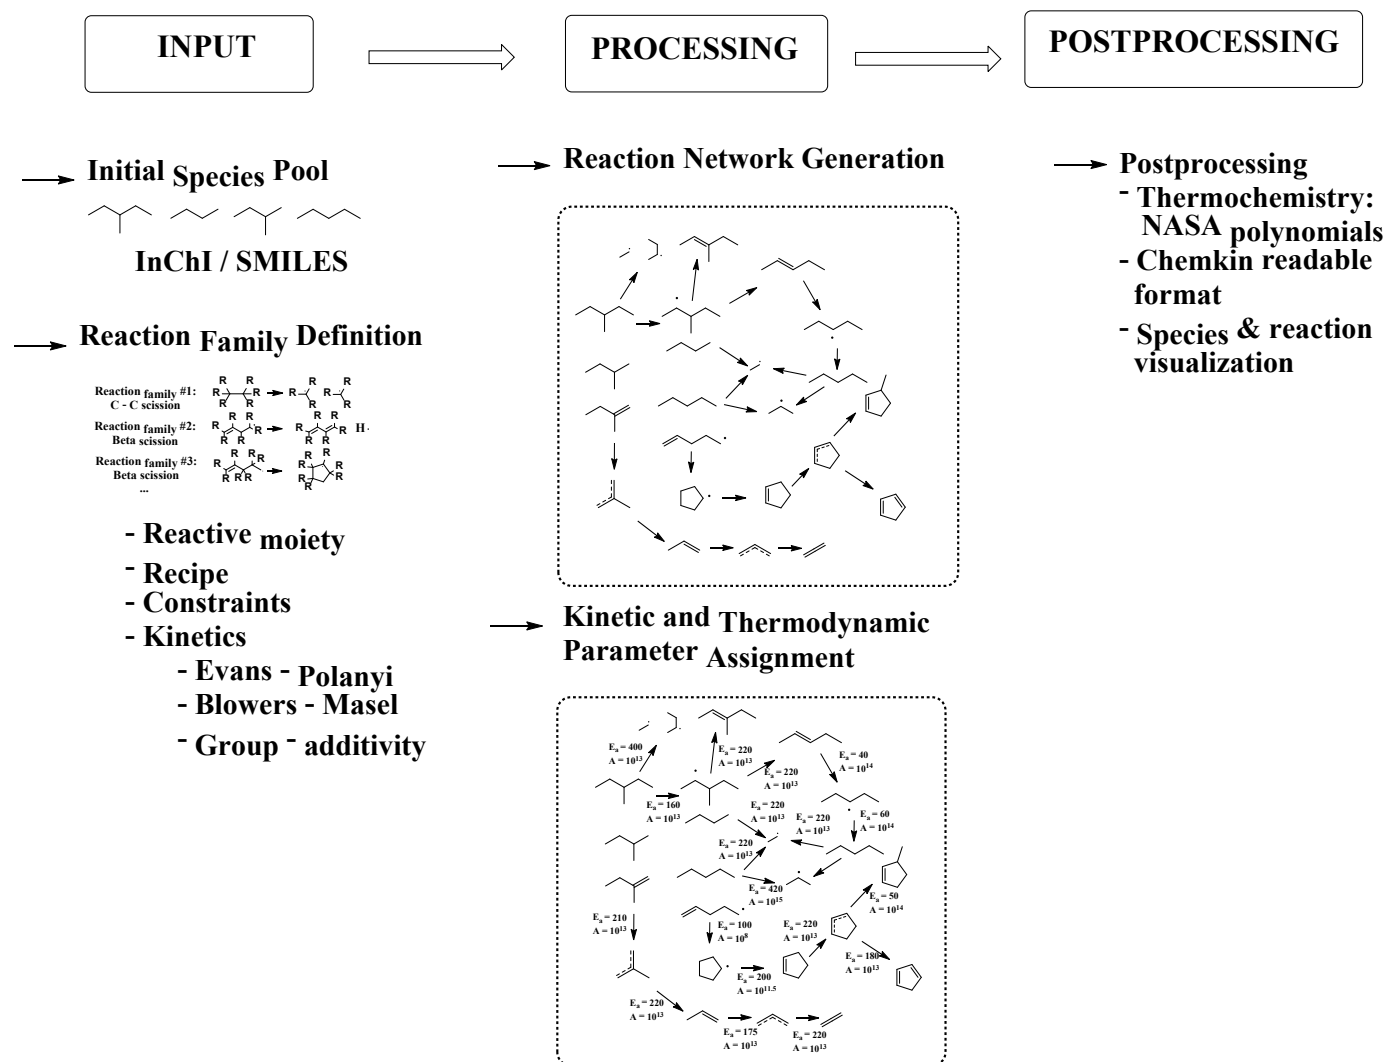 INPUT
PROCESSING
POSTPROCESSING
Initial Species Pool
InChI / SMILES
Reaction Family Definition
Reaction family #1:
C - C scission
R R R R R R
R R R R
Reaction family #2:
Beta scission
R R R R R
R R R R R H ·
Reaction family #3:
Beta scission
...
- Reactive moiety
- Recipe
- Constraints
- Kinetics
- Evans - Polanyi
- Blowers - Masel
- Group - additivity
Reaction Network Generation
Kinetic and Thermodynamic
Parameter Assignment
Ea = 400
A = 10^13
Ea = 220
A = 10^13
Ea = 220
A = 10^13
Ea = 40
A = 10^14
Ea = 160
A = 10^13
Ea = 220
A = 10^13
Ea = 220
A = 10^13
Ea = 60
A = 10^14
Ea = 220
A = 10^13
Ea = 420
A = 10^15
Ea = 50
A = 10^14
Ea = 210
A = 10^13
Ea = 100
A = 10^8
Ea = 220
A = 10^13
Ea = 180
A = 10^13
Ea = 200
A = 10^11.5
Ea = 220
A = 10^13
Ea = 175
A = 10^13
Ea = 220
A = 10^13
Postprocessing
- Thermochemistry:
NASA polynomials
- Chemkin readable
format
- Species & reaction
visualization